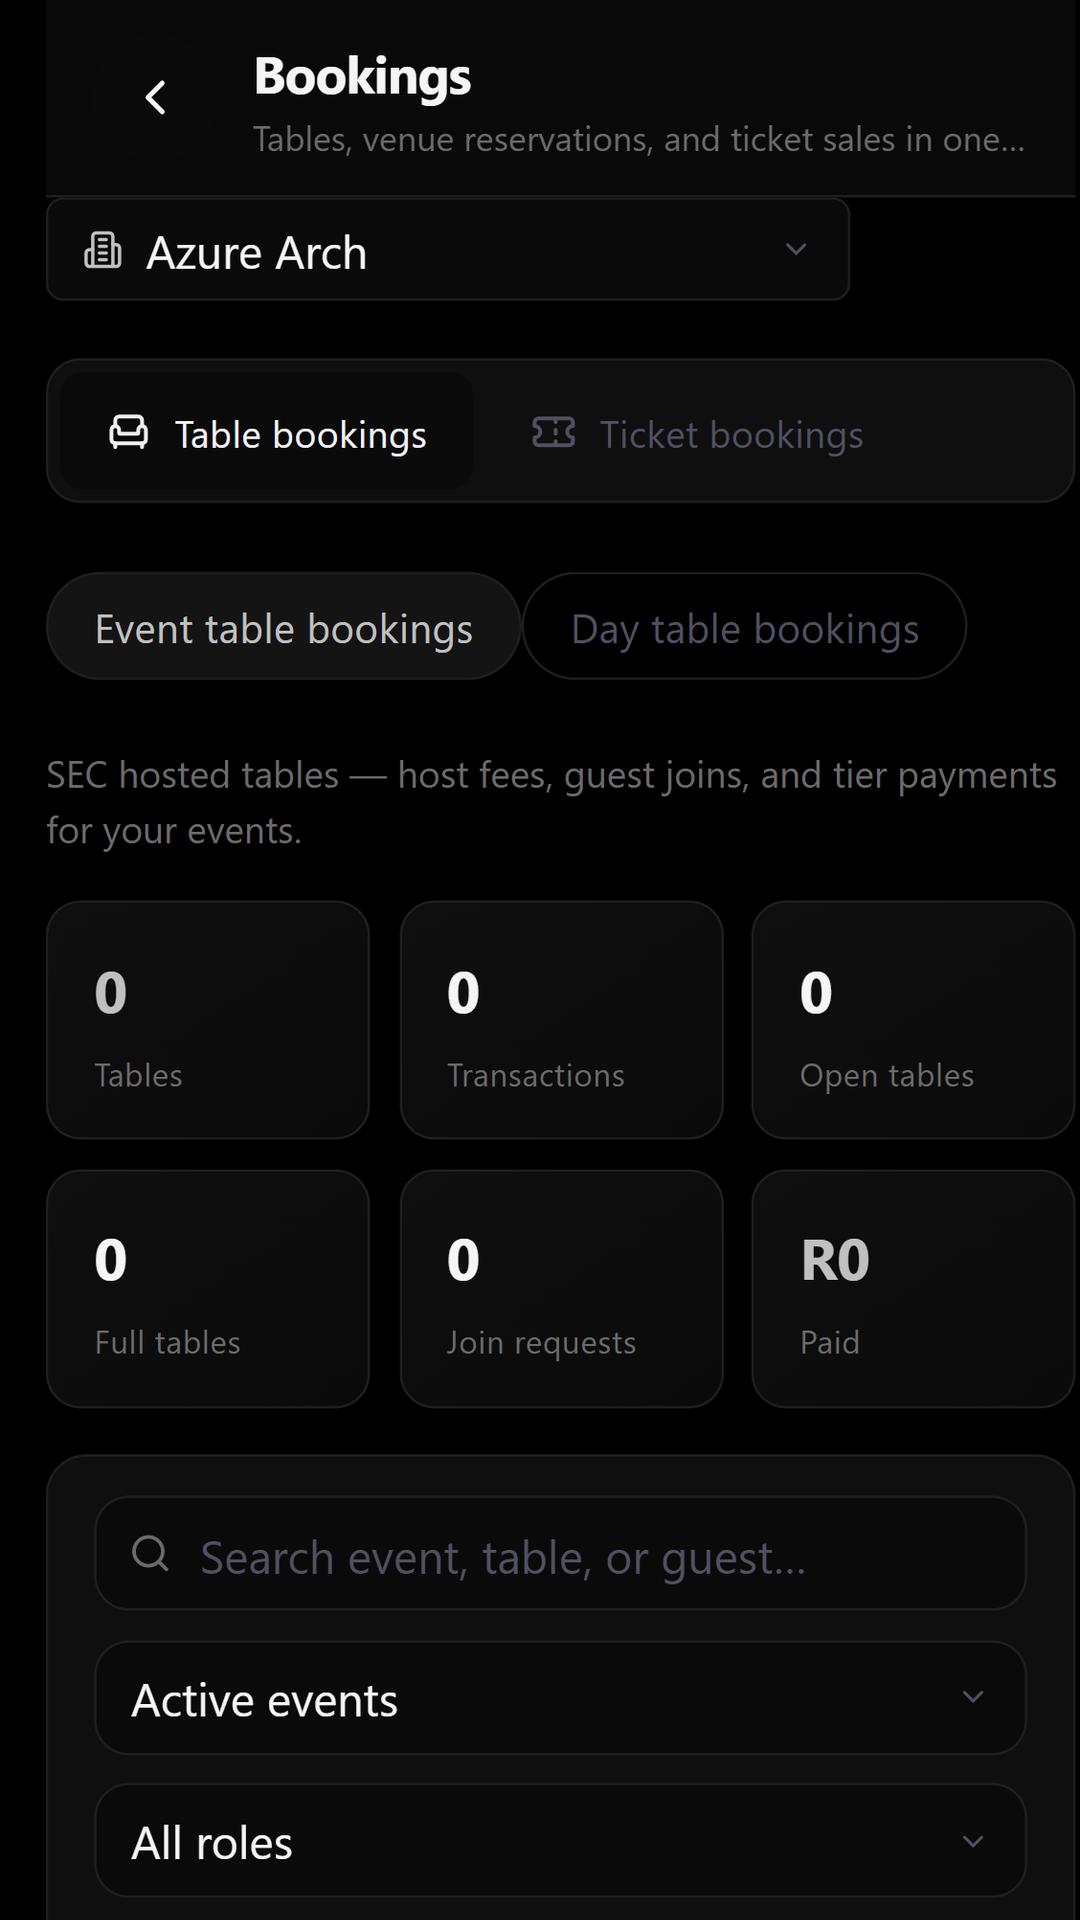 Bookings
Tables, venue reservations, and ticket sales in one...
Azure Arch
Table bookings
Ticket bookings
Event table bookings
Day table bookings
SEC hosted tables — host fees, guest joins, and tier payments
for your events.
0
0
0
Tables
Transactions
Open tables
0
0
R0
Full tables
Join requests
Paid
Search event, table, or guest...
Active events
All roles